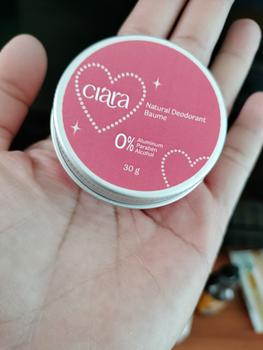 Ciara
Natural Deodorant
Baume
0% Aluminum
Paraben
Alcohol
30 g